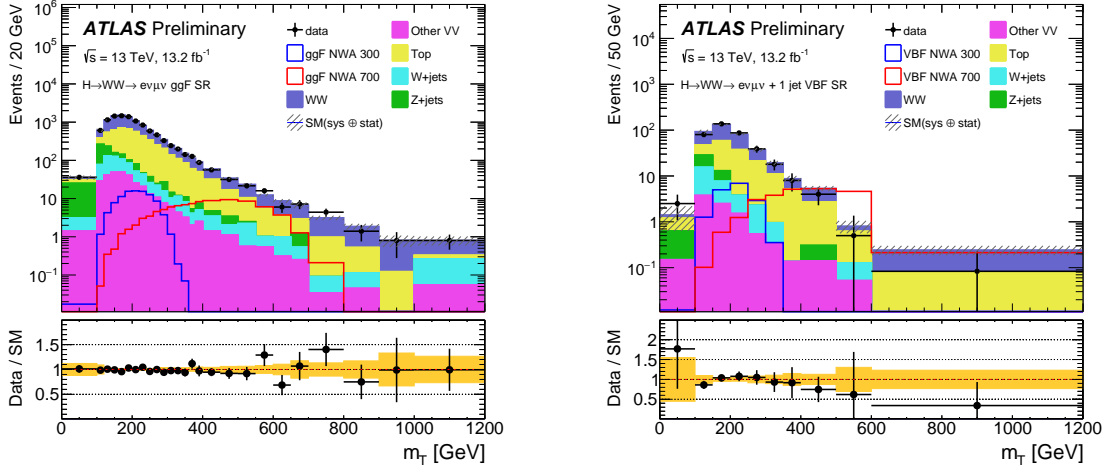 ATLAS Preliminary
√s = 13 TeV, 13.2 fb⁻¹
H→WW→ eνμν ggF SR
data
Other VV
ggF NWA 300
Top
ggF NWA 700
W+jets
WW
Z+jets
SM(sys ⊕ stat)
Events / 20 GeV
10⁶
10⁵
10⁴
10³
10²
10
1
10⁻¹
Data / SM
1.5
1
0.5
0 200 400 600 800 1000 1200
m_T [GeV]
ATLAS Preliminary
√s = 13 TeV, 13.2 fb⁻¹
H→WW→ eνμν + 1 jet VBF SR
data
Other VV
VBF NWA 300
Top
VBF NWA 700
W+jets
WW
Z+jets
SM(sys ⊕ stat)
Events / 50 GeV
10⁴
10³
10²
10
1
10⁻¹
Data / SM
2
1.5
1
0.5
0 200 400 600 800 1000 1200
m_T [GeV]